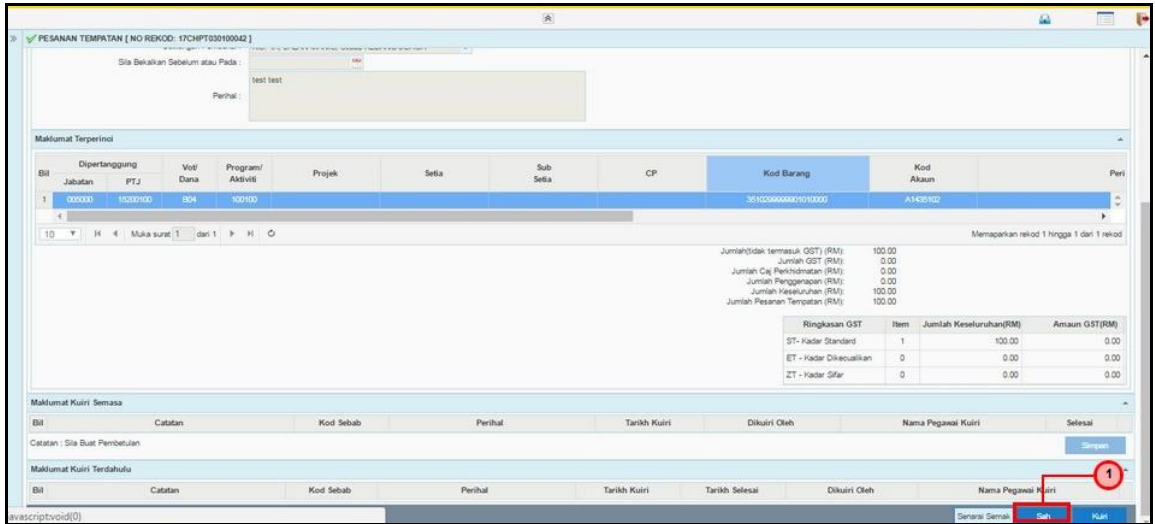 PESANAN TEMPATAN [ NO REKOD: 17CHPT030100042 ]
Sila Bekalkan Sebelum atau Pada :
Perihal : test test
Maklumat Terperinci
Bil Dipertanggung Vot/ Dana Program/ Aktiviti Projek Setia Sub Setia CP Kod Barang Kod Akaun Peri
Jabatan PTJ
1 005000 15200100 B04 100100 A1435102
10 Muka surat 1 dari 1 Memaparkan rekod 1 hingga 1 dari 1 rekod
Jumlah(tidak termasuk GST) (RM): 100.00
Jumlah GST (RM): 0.00
Jumlah Caj Perkhidmatan (RM): 0.00
Jumlah Penggenapan (RM): 0.00
Jumlah Keseluruhan (RM): 100.00
Jumlah Pesanan Tempatan (RM): 100.00
Ringkasan GST Item Jumlah Keseluruhan(RM) Amaun GST(RM)
ST- Kadar Standard 1 100.00 0.00
ET - Kadar Dikecualikan 0 0.00 0.00
ZT - Kadar Sifar 0 0.00 0.00
Maklumat Kuiri Semasa
Bil Catatan Kod Sebab Perihal Tarikh Kuiri Dikuiri Oleh Nama Pegawai Kuiri Selesai
Catatan : Sila Buat Pembetulan Simpan
Maklumat Kuiri Terdahulu
1
Bil Catatan Kod Sebab Perihal Tarikh Kuiri Tarikh Selesai Dikuiri Oleh Nama Pegawai Kuiri
avascript:void(0) Senarai Semak Sah Kuiri